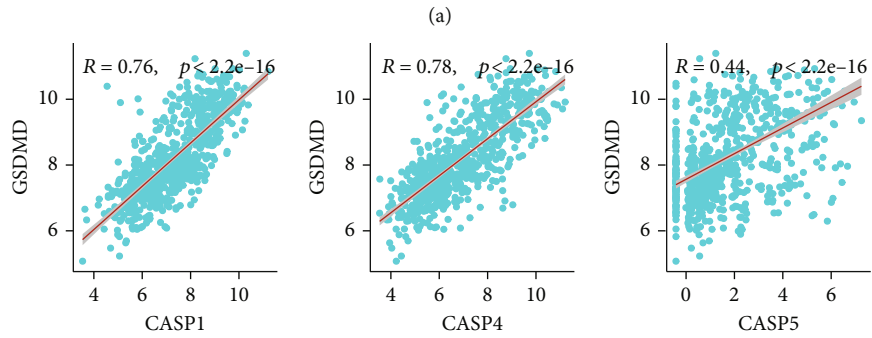 (a)
R = 0.76, p < 2.2e–16
10
8
6
GSDMD
4 6 8 10
CASP1
R = 0.78, p < 2.2e–16
10
8
6
GSDMD
4 6 8 10
CASP4
R = 0.44, p < 2.2e–16
10
8
6
GSDMD
0 2 4 6
CASP5